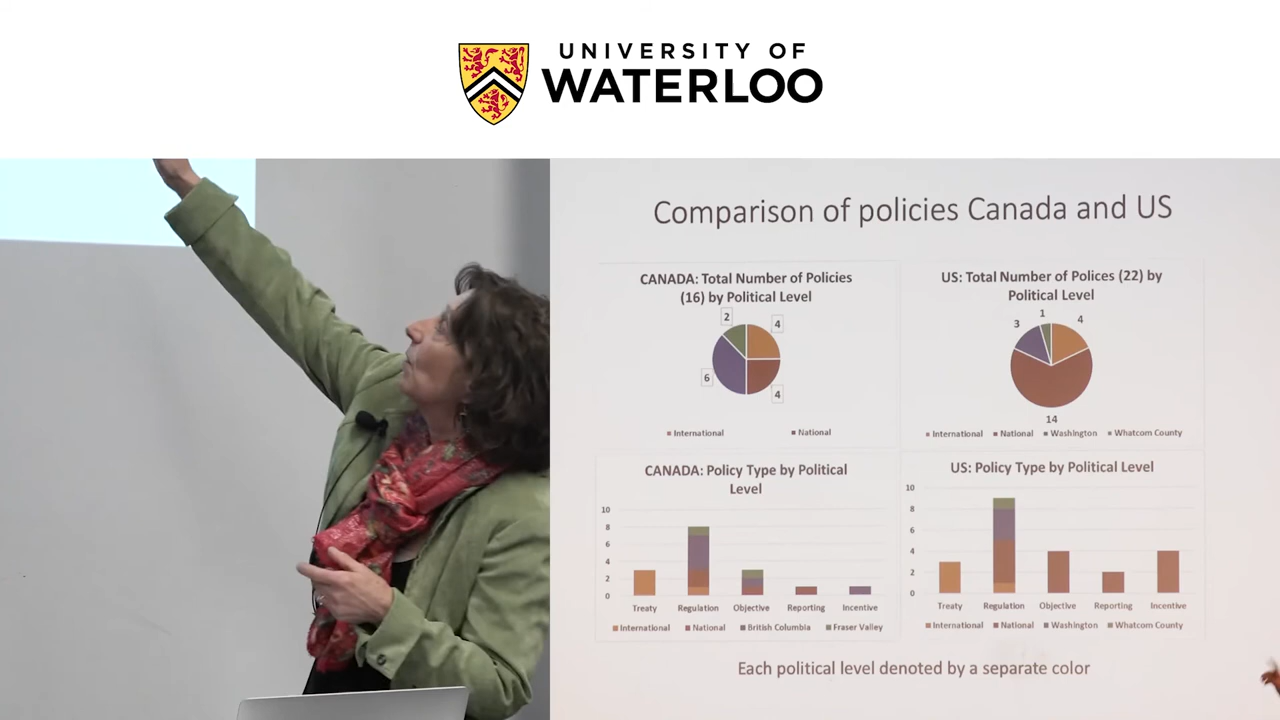 UNIVERSITY OF
WATERLOO
Comparison of policies Canada and US
CANADA: Total Number of Policies
(16) by Political Level
2
4
6
4
International
National
US: Total Number of Polices (22) by
Political Level
1
3
4
14
International
National
Washington
Whatcom County
CANADA: Policy Type by Political
Level
10
8
6
4
2
0
Treaty
Regulation
Objective
Reporting
Incentive
International
National
British Columbia
Fraser Valley
US: Policy Type by Political Level
10
8
6
4
2
0
Treaty
Regulation
Objective
Reporting
Incentive
International
National
Washington
Whatcom County
Each political level denoted by a separate color